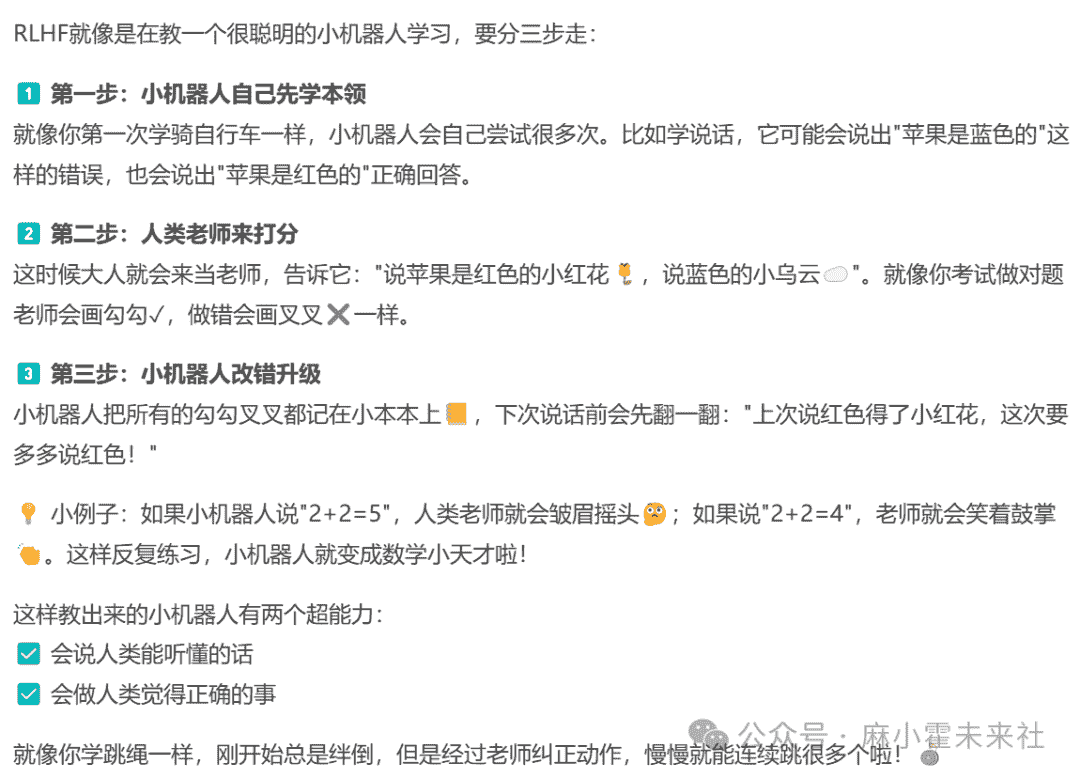 RLHF就像是在教一个很聪明的小机器人学习，要分三步走：
1 第一步：小机器人自己先学本领
就像你第一次学骑自行车一样，小机器人会自己尝试很多次。比如学说话，它可能会说出"苹果是蓝色的"这
样的错误，也会说出"苹果是红色的"正确回答。
2 第二步：人类老师来打分
这时候大人就会来当老师，告诉它："说苹果是红色的小红花🌷，说蓝色的小乌云☁️"。就像你考试做对题
老师会画勾勾✓，做错会画叉叉❌一样。
3 第三步：小机器人改错升级
小机器人把所有的勾勾叉叉都记在小本本上📒，下次说话前会先翻一翻："上次说红色得了小红花，这次要
多多说红色！"
💡 小例子：如果小机器人说"2+2=5"，人类老师就会皱眉摇头🤔；如果说"2+2=4"，老师就会笑着鼓掌
👏。这样反复练习，小机器人就变成数学小天才啦！
这样教出来的小机器人有两个超能力：
✅ 会说人类能听懂的话
✅ 会做人类觉得正确的事
就像你学跳绳一样，刚开始总是绊倒，但是经过老师纠正动作，慢慢就能连续跳很多个啦！
公众号·麻小霍未来社